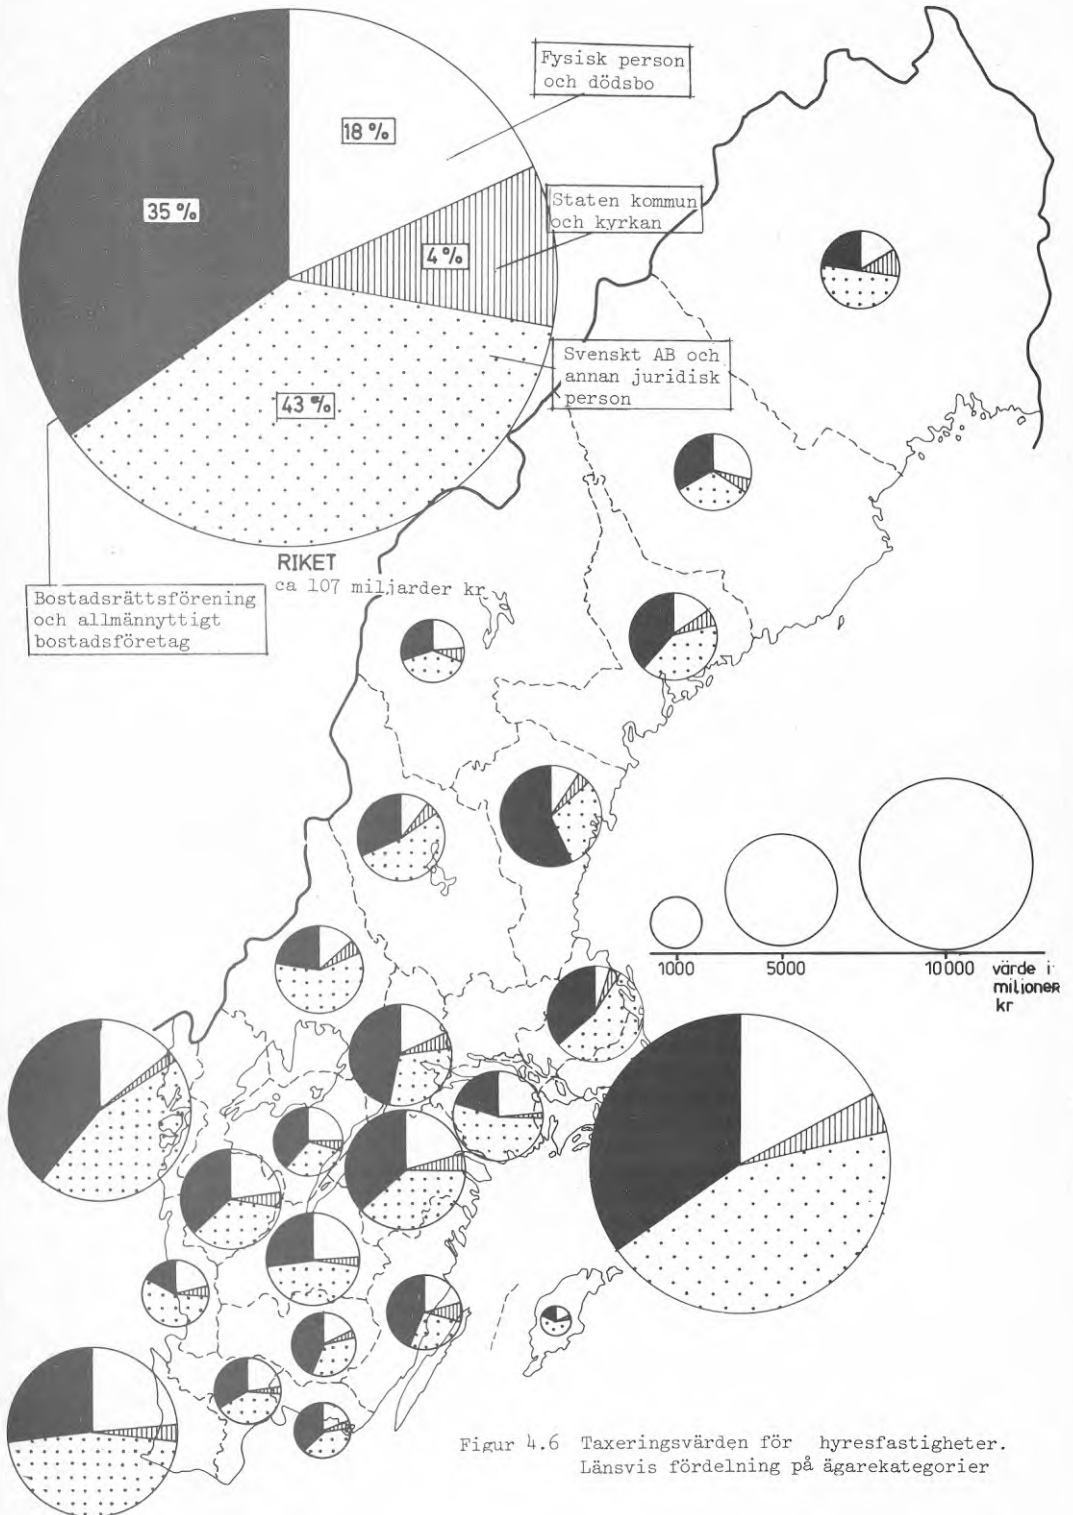 Fysisk person
och dödsbo
18 %
35 %
Staten kommun
och kyrkan
4 %
Svenskt AB och
annan juridisk
person
43 %
RIKET
ca 107 miljarder kr
Bostadsrättsförening
och allmännyttigt
bostadsföretag
1000 5000 10000 värde i
miljoner
kr
Figur 4.6 Taxeringsvärden för hyresfastigheter.
Länsvis fördelning på ägarekategorier